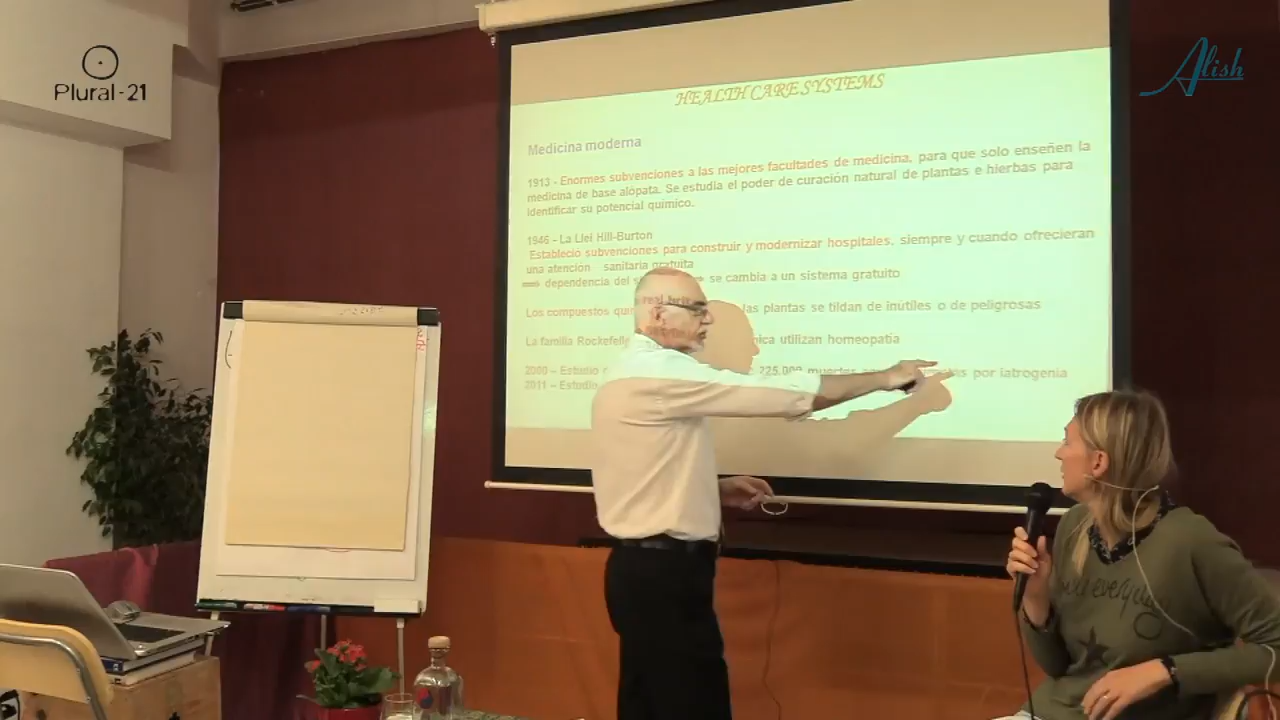 Plural-21
Alish
HEALTH CARE SYSTEMS
Medicina moderna
1913 - Enormes subvenciones a las mejores facultades de medicina, para que solo enseñen la
medicina de base alópata. Se estudia el poder de curación natural de plantas e hierbas para
identificar su potencial químico.
1946 - La Llei Hill-Burton
Estableció subvenciones para construir y modernizar hospitales, siempre y cuando ofrecieran
una atención sanitaria gratuita
⇒ dependencia del ⇒ se cambia a un sistema gratuito
Los compuestos las plantas se tildan de inútiles o de peligrosas
La familia utilizan homeopatía
2000 - Estudio 225.000 muertes por iatrogenia
2011 – Estudio